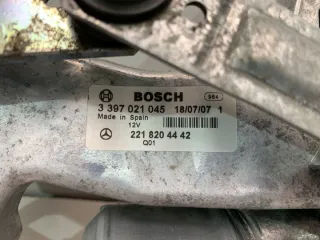 BOSCH 984
3 397 021 045 18/07/07 1
Made in Spain
12V
221 820 44 42
Q01